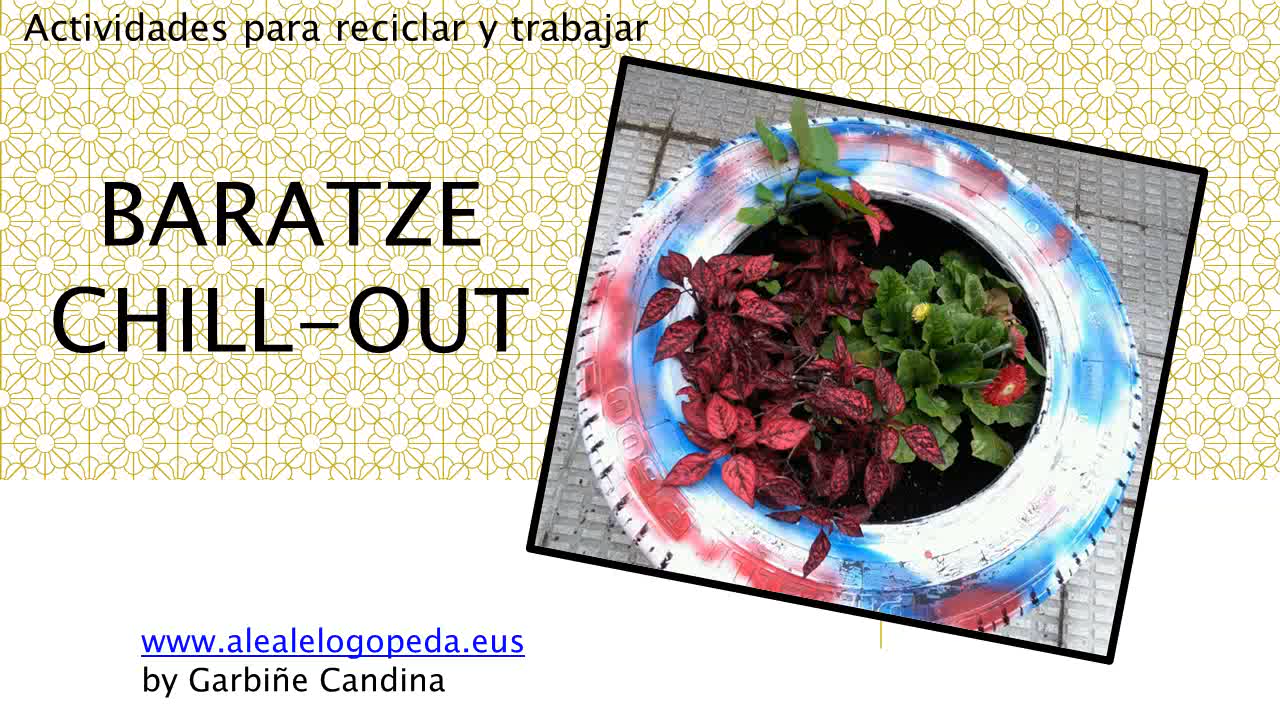 Actividades para reciclar y trabajar
BARATZE
CHILL-OUT
www.alealelogopeda.eus
by Garbiñe Candina